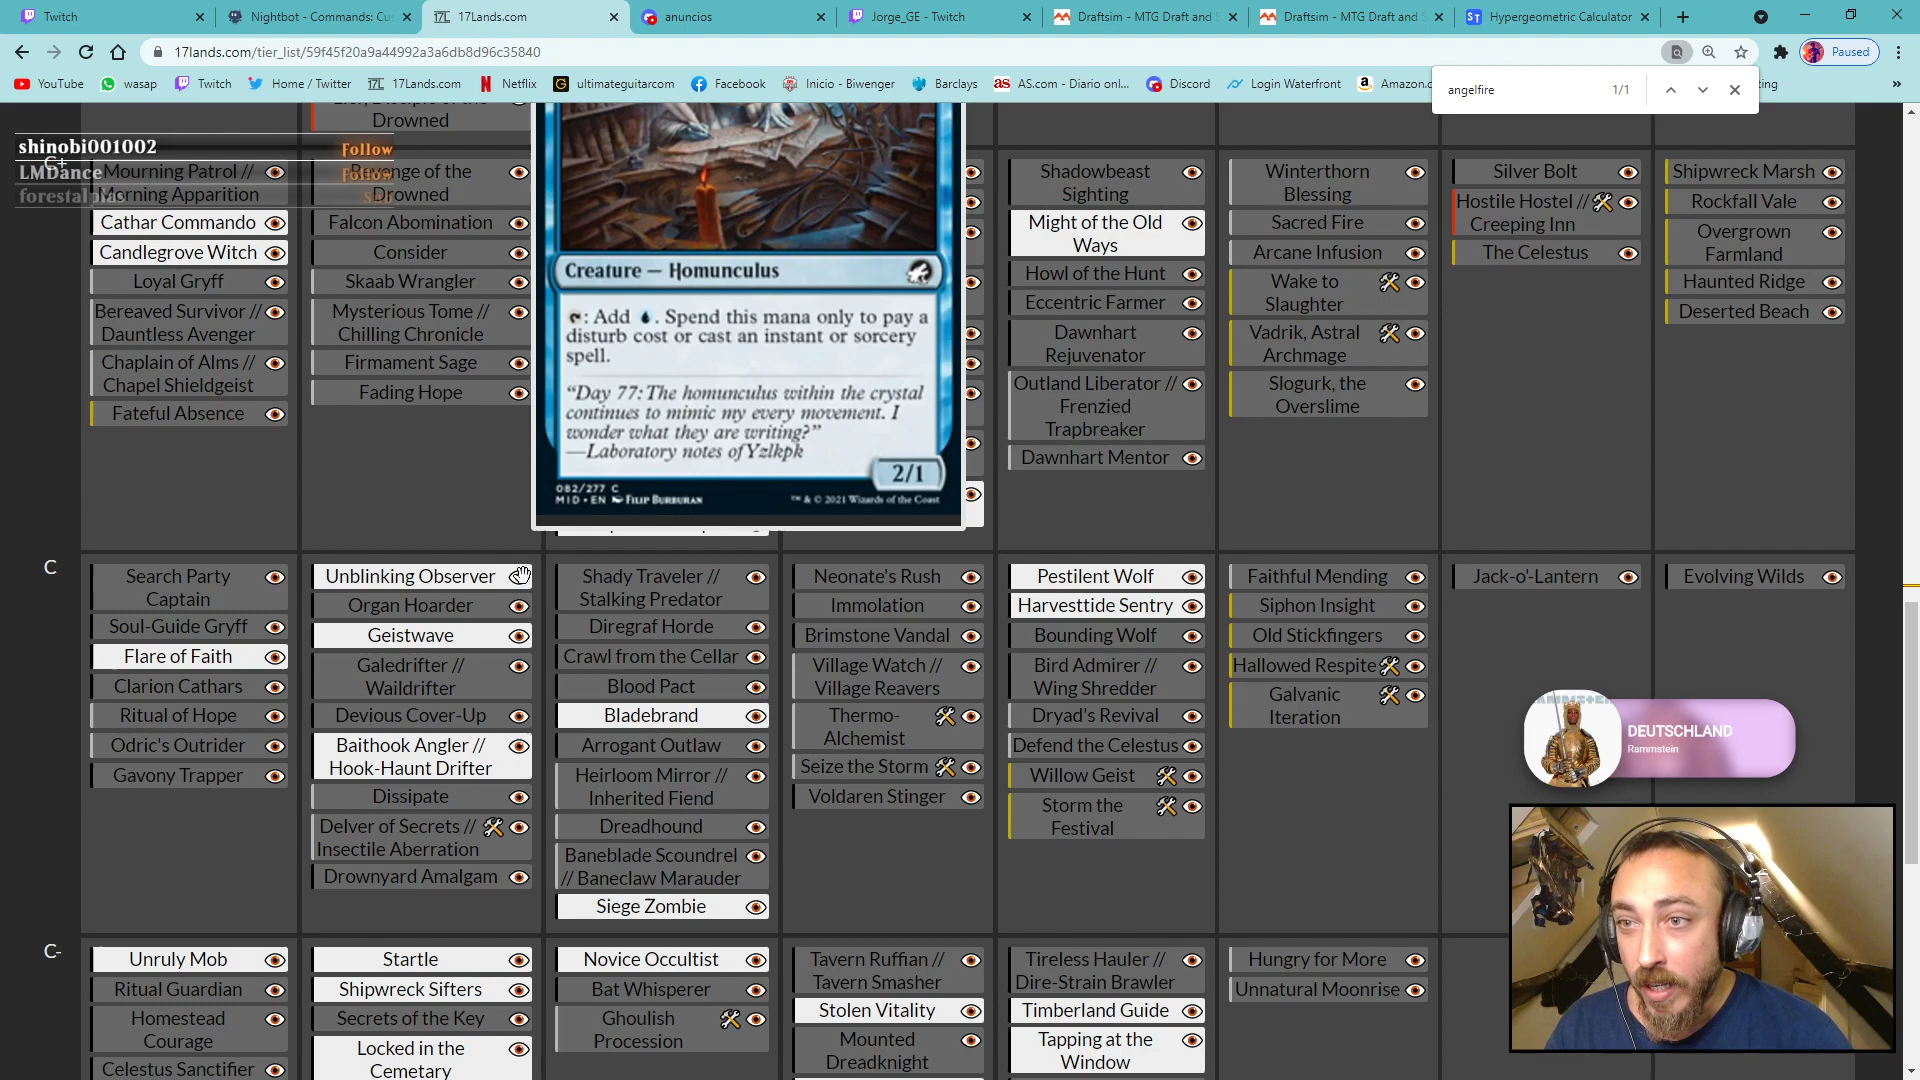 Twitch
Nightbot - Commands: Cu
17Lands.com
anuncios
Jorge_GE - Twitch
Draftsim - MTG Draft and
Draftsim - MTG Draft and
Hypergeometric Calculator
17lands.com/tier_list/59f45f20a9a44992a3a6db8d96c35840
Paused
YouTube
wasap
Twitch
Home / Twitter
17Lands.com
Netflix
ultimateguitarcom
Facebook
Inicio - Biwenger
Barclays
AS.com - Diario onl...
Discord
Login Waterfront
Amazon.c
angelfire
1/1
Drowned
shinobi001002
Follow
LMDance
Follow
C+
Mourning Patrol //
Morning Apparition
Cathar Commando
Candlegrove Witch
Loyal Gryff
Bereaved Survivor //
Dauntless Avenger
Chaplain of Alms //
Chapel Shieldgeist
Fateful Absence
Revenge of the
Drowned
Falcon Abomination
Consider
Skaab Wrangler
Mysterious Tome //
Chilling Chronicle
Firmament Sage
Fading Hope
Creature — Homunculus
: Add . Spend this mana only to pay a
disturb cost or cast an instant or sorcery
spell.
“Day 77: The homunculus within the crystal
continues to mimic my every movement. I
wonder what they are writing?”
—Laboratory notes of Yzlkpk
2/1
082/277 C
MID • EN FILIP BURBURAN
™ & © 2021 Wizards of the Coast
Shadowbeast
Sighting
Might of the Old
Ways
Howl of the Hunt
Eccentric Farmer
Dawnhart
Rejuvenator
Outland Liberator //
Frenzied
Trapbreaker
Dawnhart Mentor
Winterthorn
Blessing
Sacred Fire
Arcane Infusion
Wake to
Slaughter
Vadrik, Astral
Archmage
Slogurk, the
Overslime
Silver Bolt
Hostile Hostel //
Creeping Inn
The Celestus
Shipwreck Marsh
Rockfall Vale
Overgrown
Farmland
Haunted Ridge
Deserted Beach
C
Search Party
Captain
Soul-Guide Gryff
Flare of Faith
Clarion Cathars
Ritual of Hope
Odric's Outrider
Gavony Trapper
Unblinking Observer
Organ Hoarder
Geistwave
Galedrifter //
Waildrifter
Devious Cover-Up
Baithook Angler //
Hook-Haunt Drifter
Dissipate
Delver of Secrets //
Insectile Aberration
Drownyard Amalgam
Shady Traveler //
Stalking Predator
Diregraf Horde
Crawl from the Cellar
Blood Pact
Bladebrand
Arrogant Outlaw
Heirloom Mirror //
Inherited Fiend
Dreadhound
Baneblade Scoundrel
// Baneclaw Marauder
Siege Zombie
Neonate's Rush
Immolation
Brimstone Vandal
Village Watch //
Village Reavers
Thermo-
Alchemist
Seize the Storm
Voldaren Stinger
Pestilent Wolf
Harvesttide Sentry
Bounding Wolf
Bird Admirer //
Wing Shredder
Dryad's Revival
Defend the Celestus
Willow Geist
Storm the
Festival
Faithful Mending
Siphon Insight
Old Stickfingers
Hallowed Respite
Galvanic
Iteration
Jack-o'-Lantern
Evolving Wilds
DEUTSCHLAND
Rammstein
C-
Unruly Mob
Ritual Guardian
Homestead
Courage
Celestus Sanctifier
Startle
Shipwreck Sifters
Secrets of the Key
Locked in the
Cemetary
Novice Occultist
Bat Whisperer
Ghoulish
Procession
Tavern Ruffian //
Tavern Smasher
Stolen Vitality
Mounted
Dreadknight
Tireless Hauler //
Dire-Strain Brawler
Timberland Guide
Tapping at the
Window
Hungry for More
Unnatural Moonrise